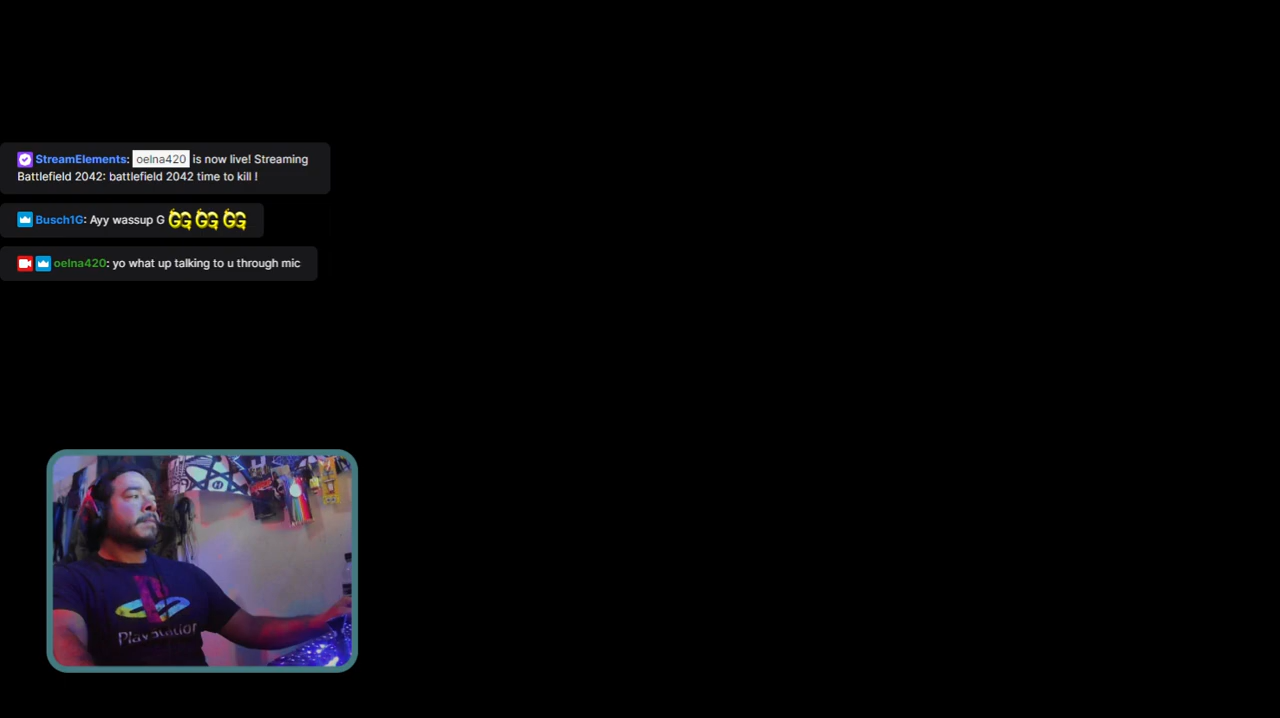 StreamElements: oelna420 is now live! Streaming
Battlefield 2042: battlefield 2042 time to kill !
Busch1G: Ayy wassup G GG GG GG
oelna420: yo what up talking to u through mic
PlayStation